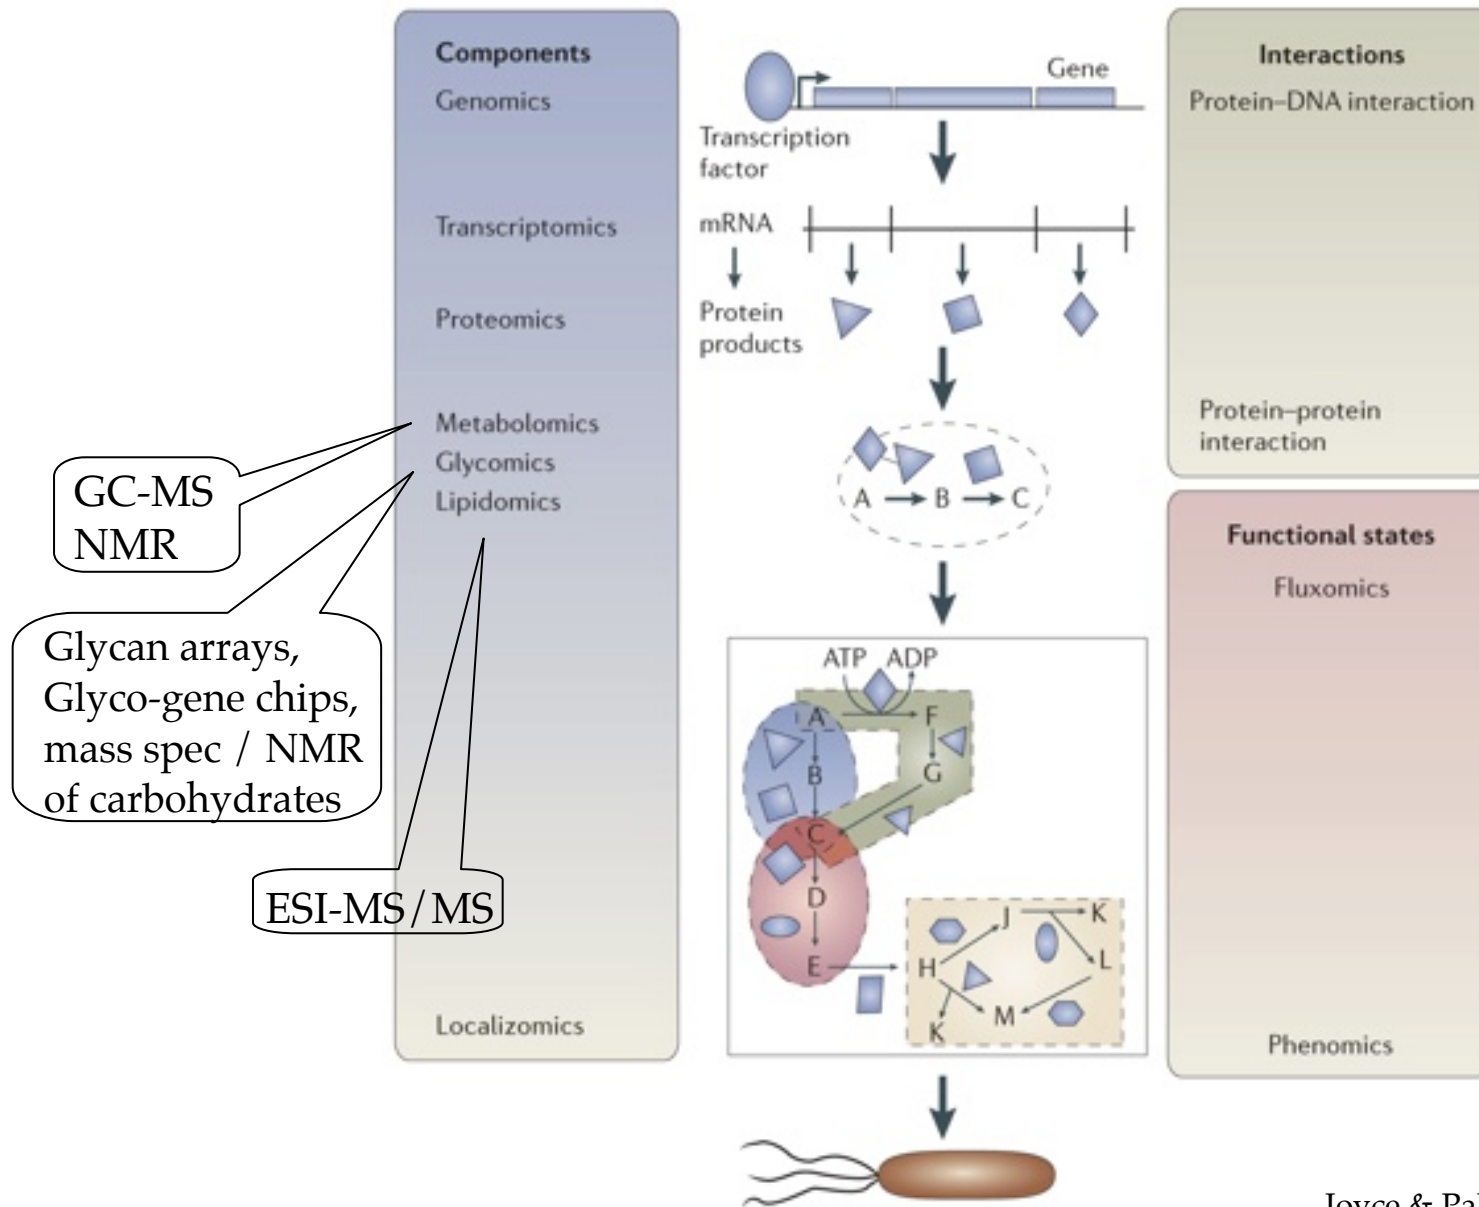 Components
Genomics
Transcriptomics
Proteomics
Metabolomics
Glycomics
Lipidomics
Localizomics
GC-MS
NMR
Glycan arrays,
Glyco-gene chips,
mass spec / NMR
of carbohydrates
ESI-MS/MS
Gene
Transcription
factor
mRNA
Protein
products
A B C
ATP ADP
A F
B G
C
D
E H J K
L
M
K
Interactions
Protein–DNA interaction
Protein–protein
interaction
Functional states
Fluxomics
Phenomics
Joyce &